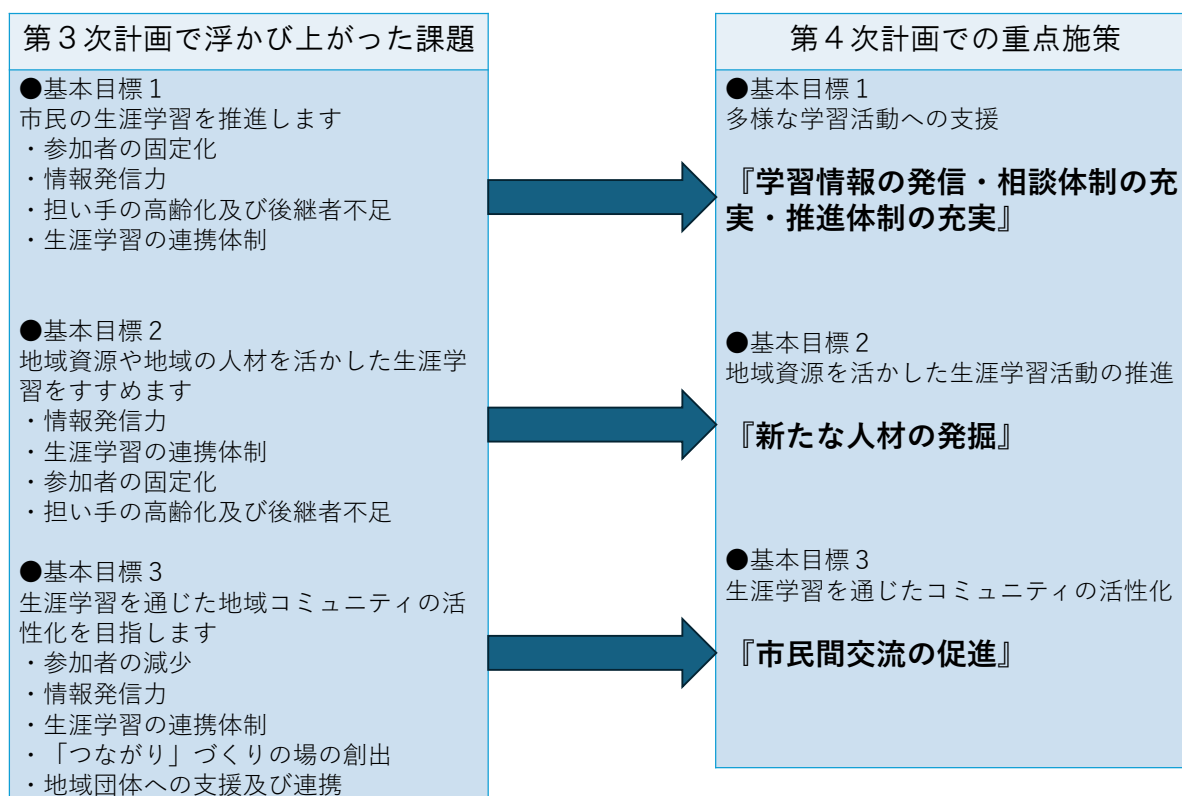 第３次計画で浮かび上がった課題
●基本目標１
市民の生涯学習を推進します
・参加者の固定化
・情報発信力
・担い手の高齢化及び後継者不足
・生涯学習の連携体制
●基本目標２
地域資源や地域の人材を活かした生涯学
習をすすめます
・情報発信力
・生涯学習の連携体制
・参加者の固定化
・担い手の高齢化及び後継者不足
●基本目標３
生涯学習を通じた地域コミュニティの活
性化を目指します
・参加者の減少
・情報発信力
・生涯学習の連携体制
・「つながり」づくりの場の創出
・地域団体への支援及び連携
第４次計画での重点施策
●基本目標１
多様な学習活動への支援
『学習情報の発信・相談体制の充
実・推進体制の充実』
●基本目標２
地域資源を活かした生涯学習活動の推進
『新たな人材の発掘』
●基本目標３
生涯学習を通じたコミュニティの活性化
『市民間交流の促進』